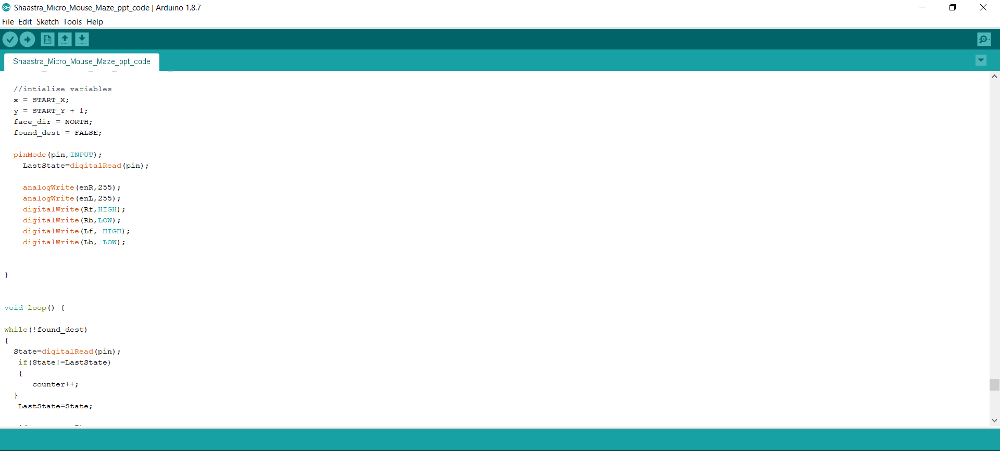 Shaastra_Micro_Mouse_Maze_ppt_code | Arduino 1.8.7
File Edit Sketch Tools Help
Shaastra_Micro_Mouse_Maze_ppt_code
//intialise variables
x = START_X;
y = START_Y + 1;
face_dir = NORTH;
found_dest = FALSE;
pinMode(pin,INPUT);
LastState=digitalRead(pin);
analogWrite(enR,255);
analogWrite(enL,255);
digitalWrite(Rf,HIGH);
digitalWrite(Rb,LOW);
digitalWrite(Lf, HIGH);
digitalWrite(Lb, LOW);
}
void loop() {
while(!found_dest)
{
State=digitalRead(pin);
if(State!=LastState)
{
counter++;
}
LastState=State;